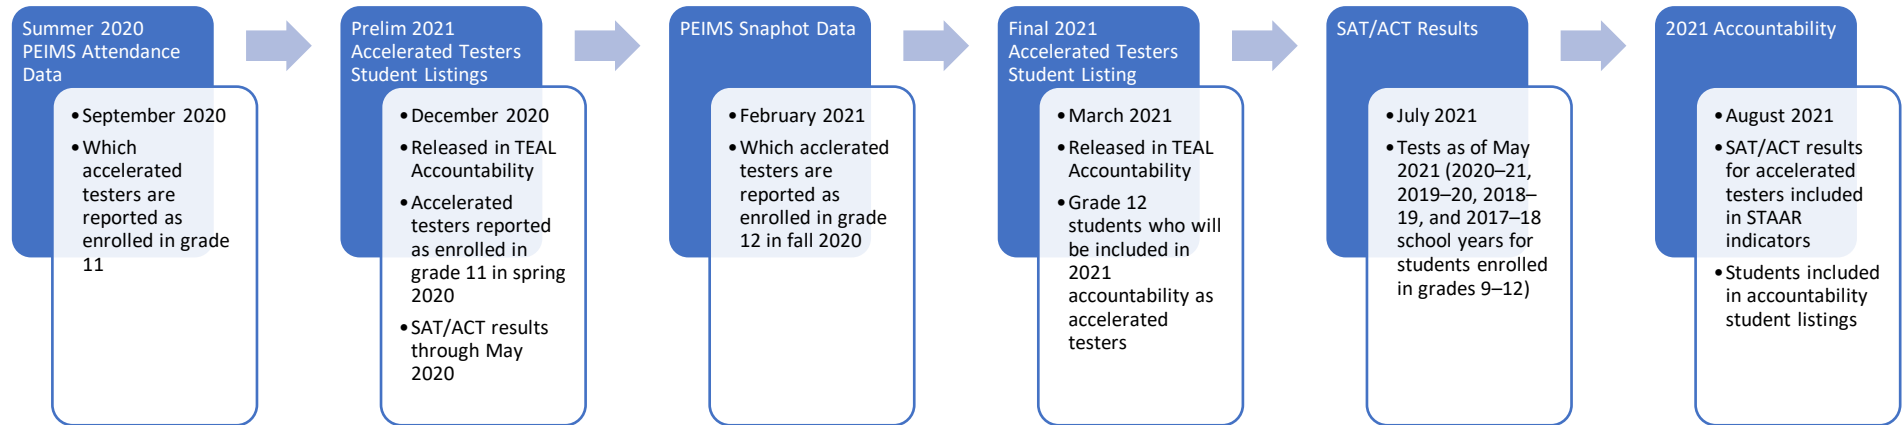 Summer 2020
PEIMS Attendance
Data
•September 2020
•Which
accelerated
testers are
reported as
enrolled in grade
11
Prelim 2021
Accelerated Testers
Student Listings
•December 2020
•Released in TEAL
Accountability
•Accelerated
testers reported
as enrolled in
grade 11 in spring
2020
•SAT/ACT results
through May
2020
PEIMS Snaphot Data
•February 2021
•Which acclerated
testers are
reported as
enrolled in grade
12 in fall 2020
Final 2021
Accelerated Testers
Student Listing
•March 2021
•Released in TEAL
Accountability
•Grade 12
students who will
be included in
2021
accountability as
accelerated
testers
SAT/ACT Results
•July 2021
•Tests as of May
2021 (2020–21,
2019–20, 2018–
19, and 2017–18
school years for
students enrolled
in grades 9–12)
2021 Accountability
•August 2021
•SAT/ACT results
for accelerated
testers included
in STAAR
indicators
•Students included
in accountability
student listings